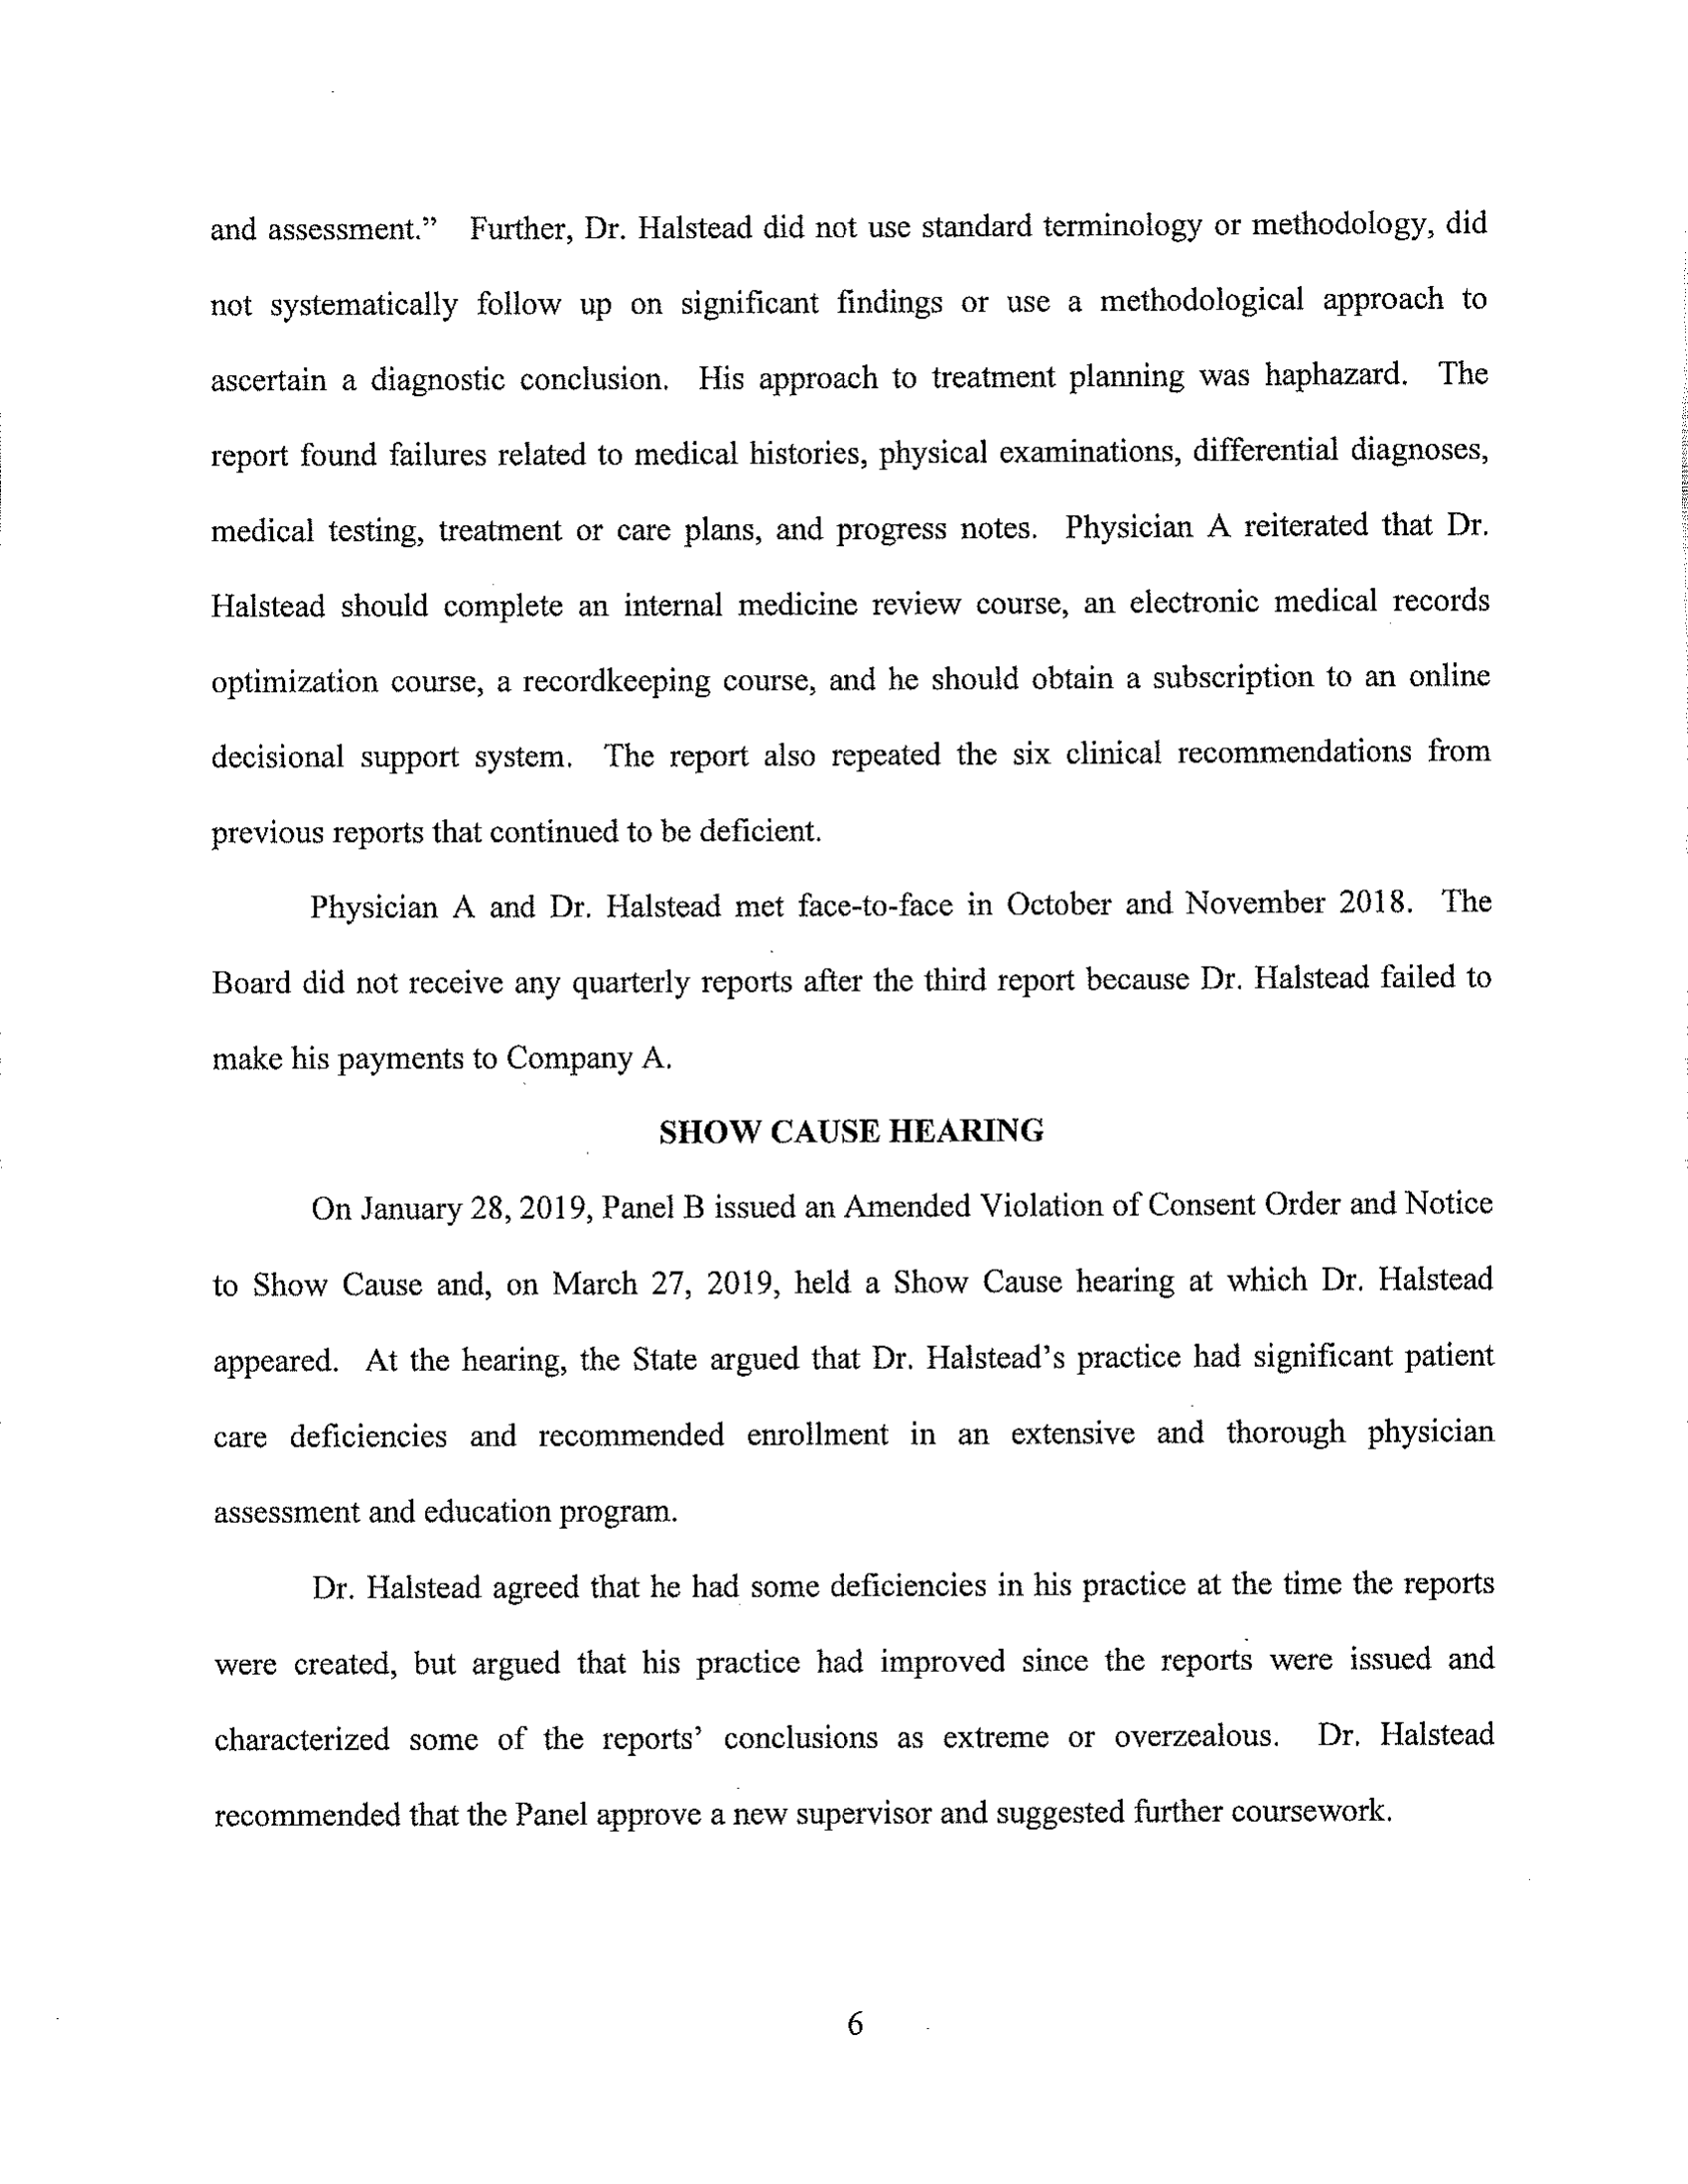 and assessment.” Further, Dr. Halstead did not use standard terminology or methodology, did
not systematically follow up on significant findings or use a methodological approach to
ascertain a diagnostic conclusion. His approach to treatment planning was haphazard. The
report found failures related to medical histories, physical examinations, differential diagnoses,
medical testing, treatment or care plans, and progress notes. Physician A reiterated that Dr.
Halstead should complete an internal medicine review course, an electronic medical records
optimization course, a recordkeeping course, and he should obtain a subscription to an online
decisional support system. The report also repeated the six clinical recommendations from
previous reports that continued to be deficient.
Physician A and Dr. Halstead met face-to-face in October and November 2018. The
Board did not receive any quarterly reports after the third report because Dr. Halstead failed to
make his payments to Company A.
SHOW CAUSE HEARING
On January 28, 2019, Panel B issued an Amended Violation of Consent Order and Notice
to Show Cause and, on March 27, 2019, held a Show Cause hearing at which Dr. Halstead
appeared. At the hearing, the State argued that Dr. Halstead’s practice had significant patient
care deficiencies and recommended enrollment in an extensive and thorough physician
assessment and education program.
Dr. Halstead agreed that he had some deficiencies in his practice at the time the reports
were created, but argued that his practice had improved since the reports were issued and
characterized some of the reports’ conclusions as extreme or overzealous. Dr. Halstead
recommended that the Panel approve a new supervisor and suggested further coursework.
6